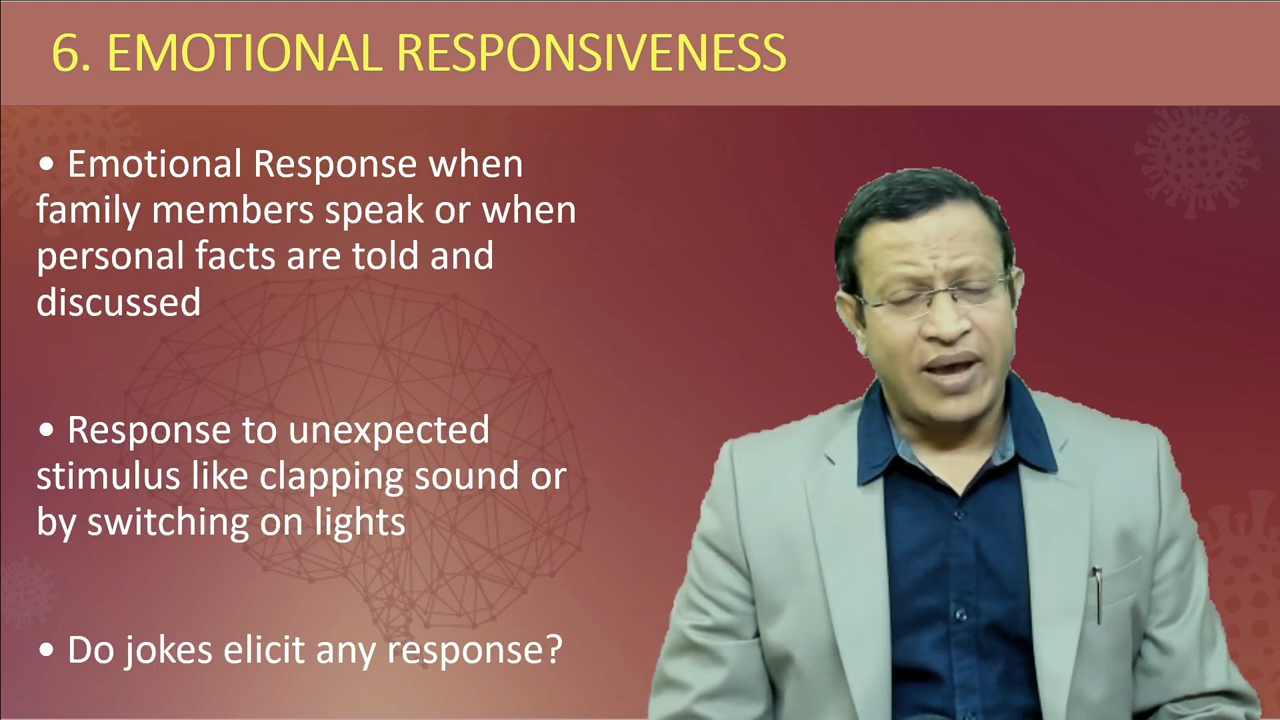 6. EMOTIONAL RESPONSIVENESS
• Emotional Response when
family members speak or when
personal facts are told and
discussed
• Response to unexpected
stimulus like clapping sound or
by switching on lights
• Do jokes elicit any response?